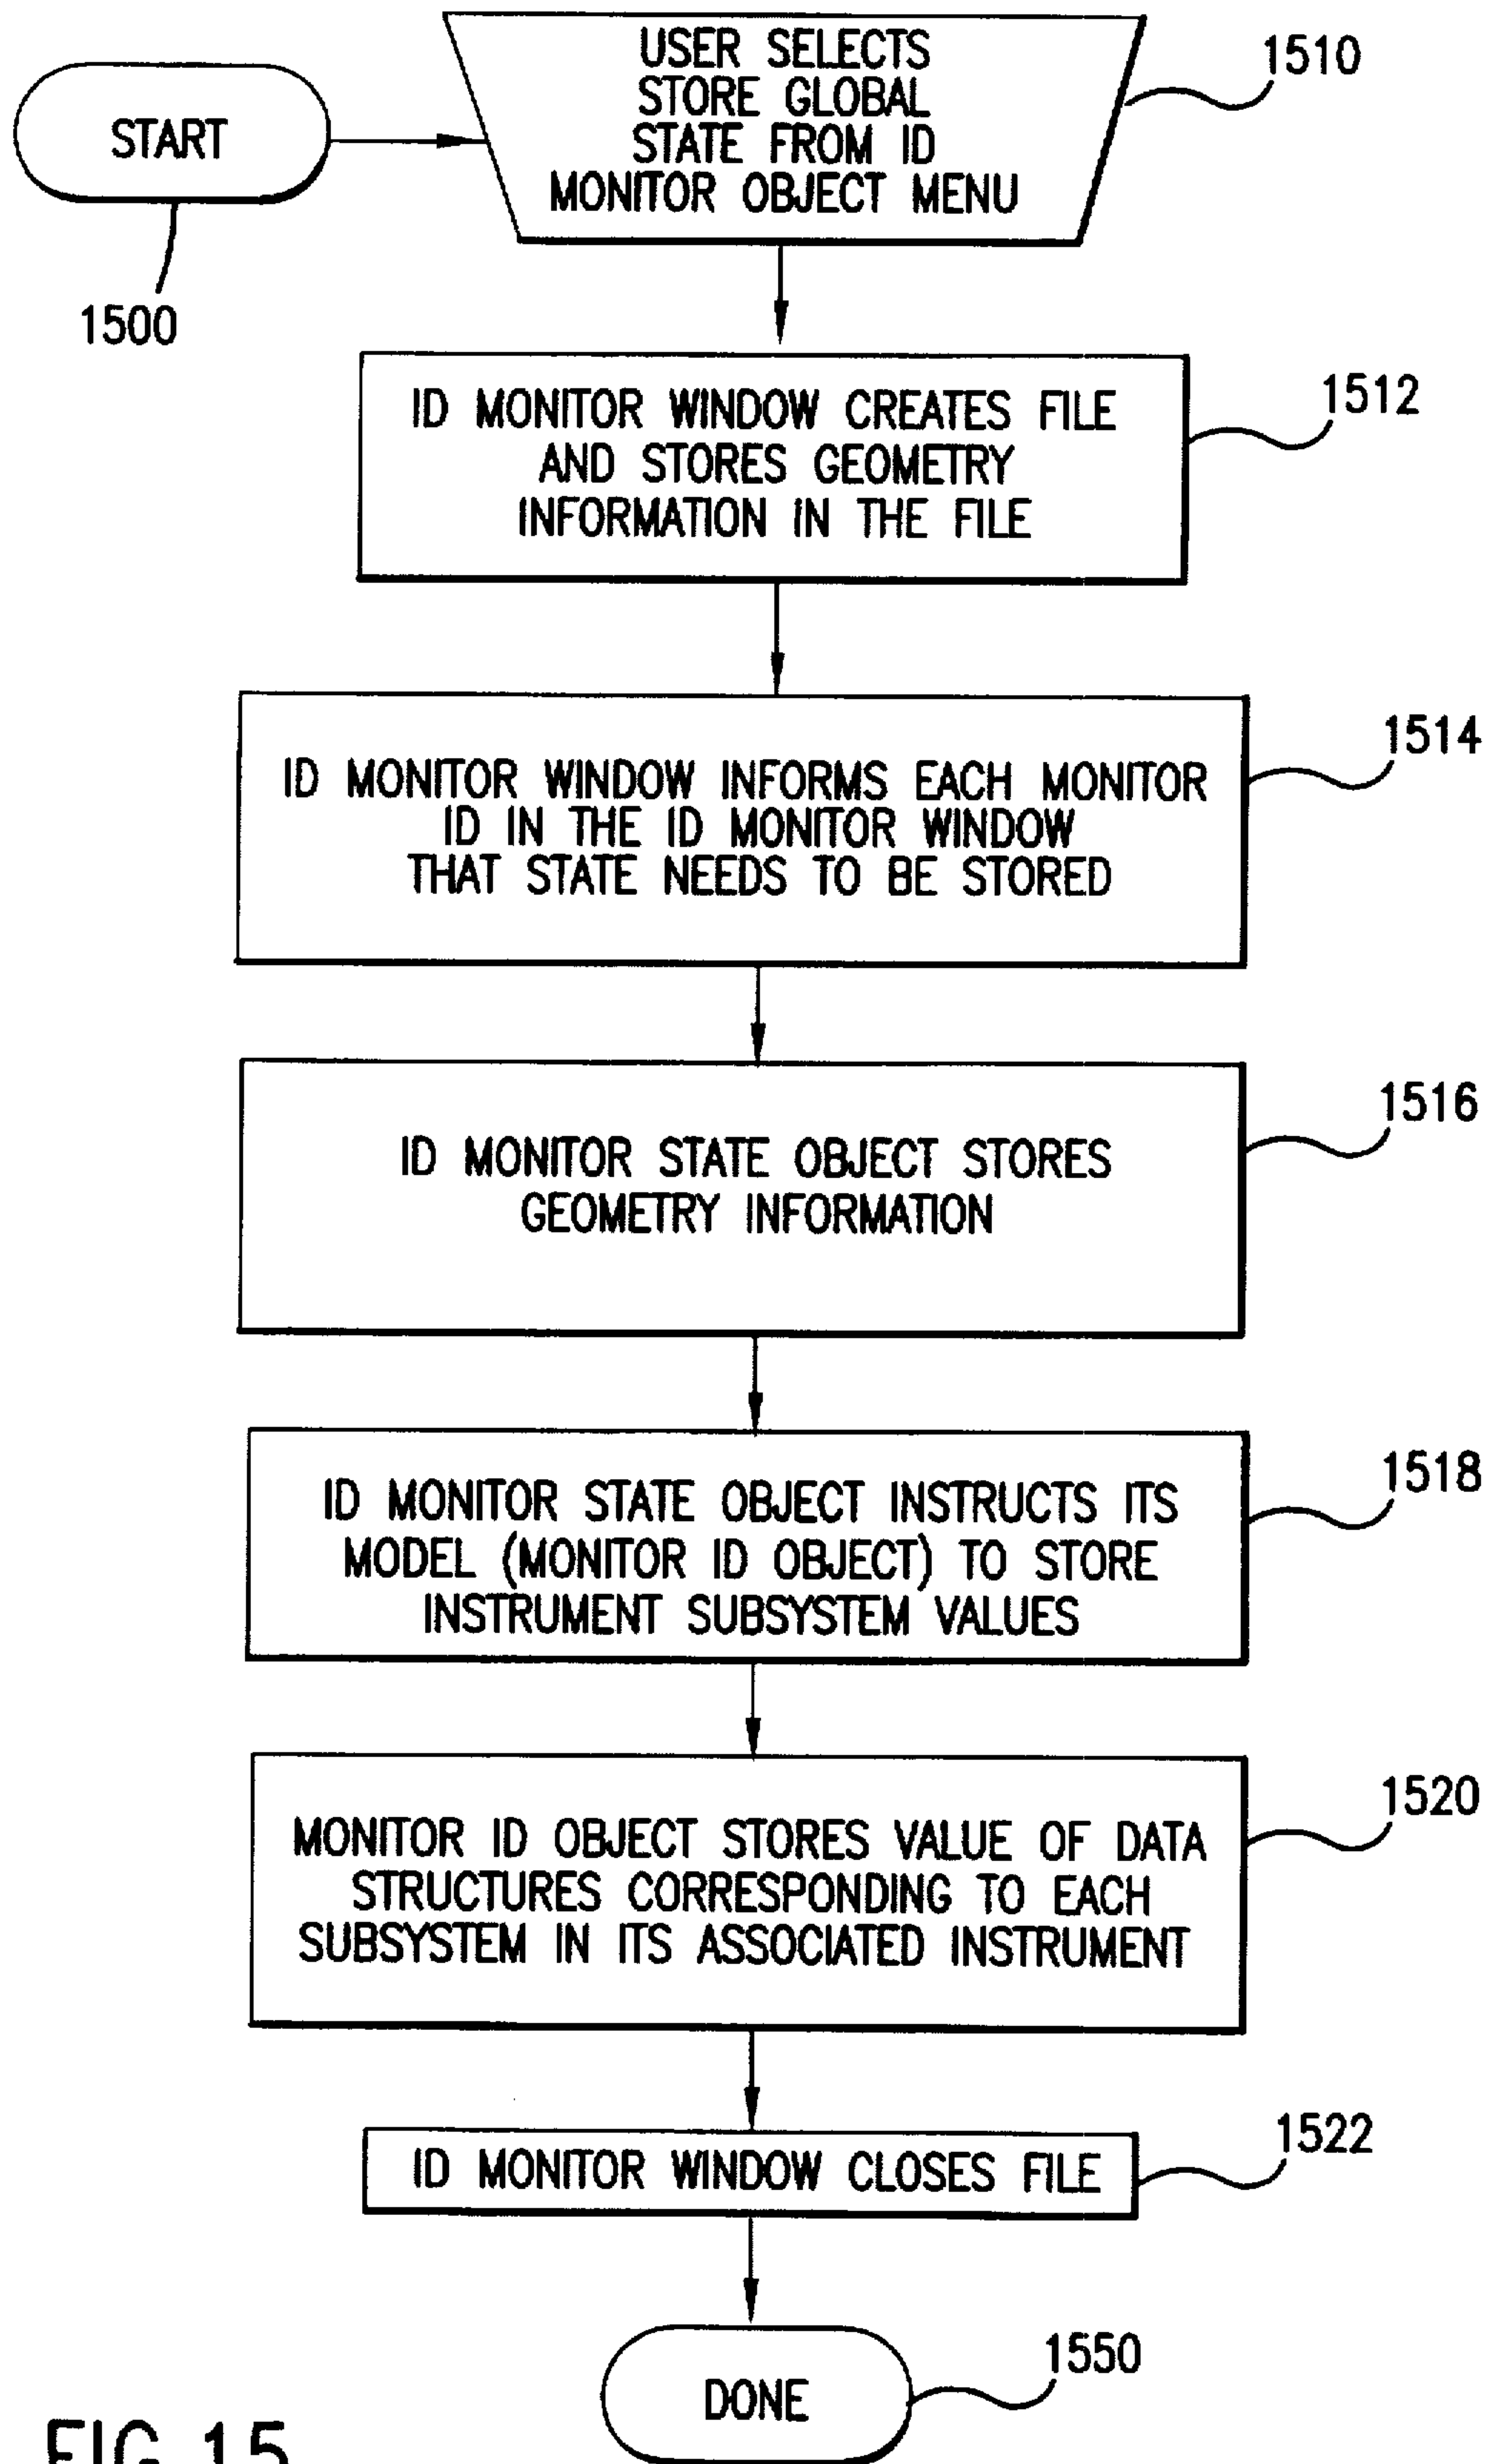 START
1500
USER SELECTS
STORE GLOBAL
STATE FROM ID
MONITOR OBJECT MENU
1510
ID MONITOR WINDOW CREATES FILE
AND STORES GEOMETRY
INFORMATION IN THE FILE
1512
ID MONITOR WINDOW INFORMS EACH MONITOR
ID IN THE ID MONITOR WINDOW
THAT STATE NEEDS TO BE STORED
1514
ID MONITOR STATE OBJECT STORES
GEOMETRY INFORMATION
1516
ID MONITOR STATE OBJECT INSTRUCTS ITS
MODEL (MONITOR ID OBJECT) TO STORE
INSTRUMENT SUBSYSTEM VALUES
1518
MONITOR ID OBJECT STORES VALUE OF DATA
STRUCTURES CORRESPONDING TO EACH
SUBSYSTEM IN ITS ASSOCIATED INSTRUMENT
1520
ID MONITOR WINDOW CLOSES FILE
1522
DONE
1550
FIG. 15